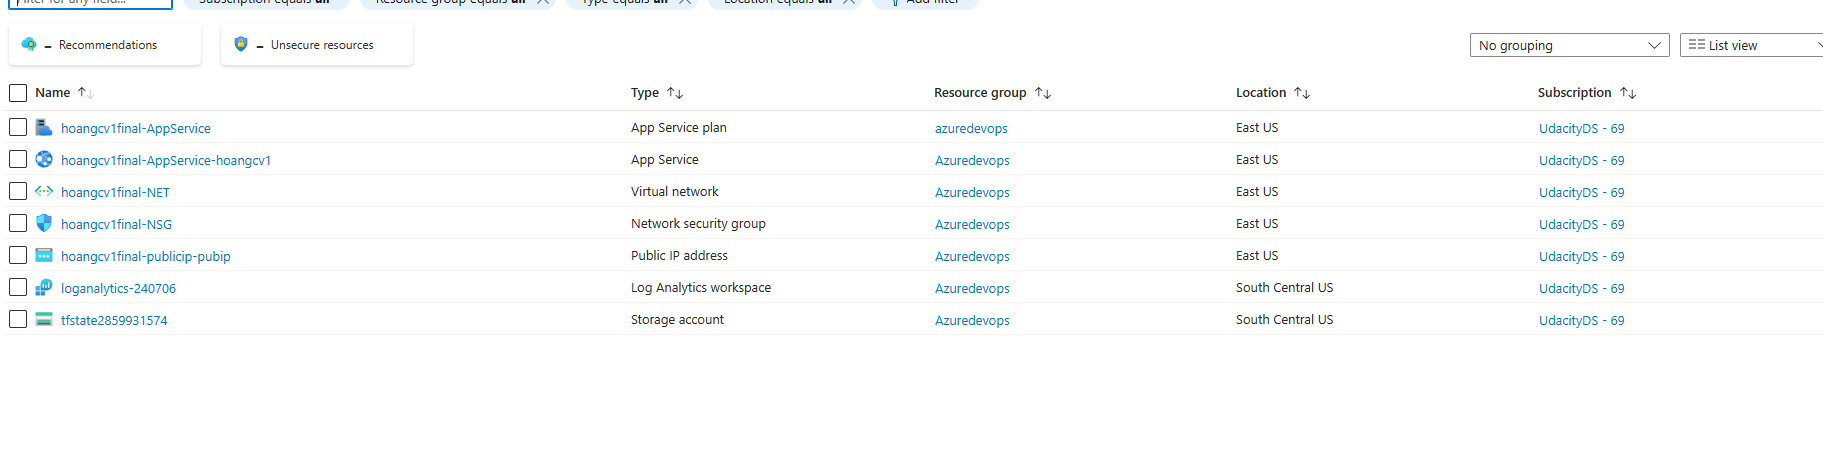 Filter for any field... Subscription equals all Resource group equals all Type equals all Location equals all Add filter
– Recommendations – Unsecure resources No grouping List view
Name Type Resource group Location Subscription
hoangcv1final-AppService App Service plan azuredevops East US UdacityDS - 69
hoangcv1final-AppService-hoangcv1 App Service Azuredevops East US UdacityDS - 69
hoangcv1final-NET Virtual network Azuredevops East US UdacityDS - 69
hoangcv1final-NSG Network security group Azuredevops East US UdacityDS - 69
hoangcv1final-publicip-pubip Public IP address Azuredevops East US UdacityDS - 69
loganalytics-240706 Log Analytics workspace Azuredevops South Central US UdacityDS - 69
tfstate2859931574 Storage account Azuredevops South Central US UdacityDS - 69